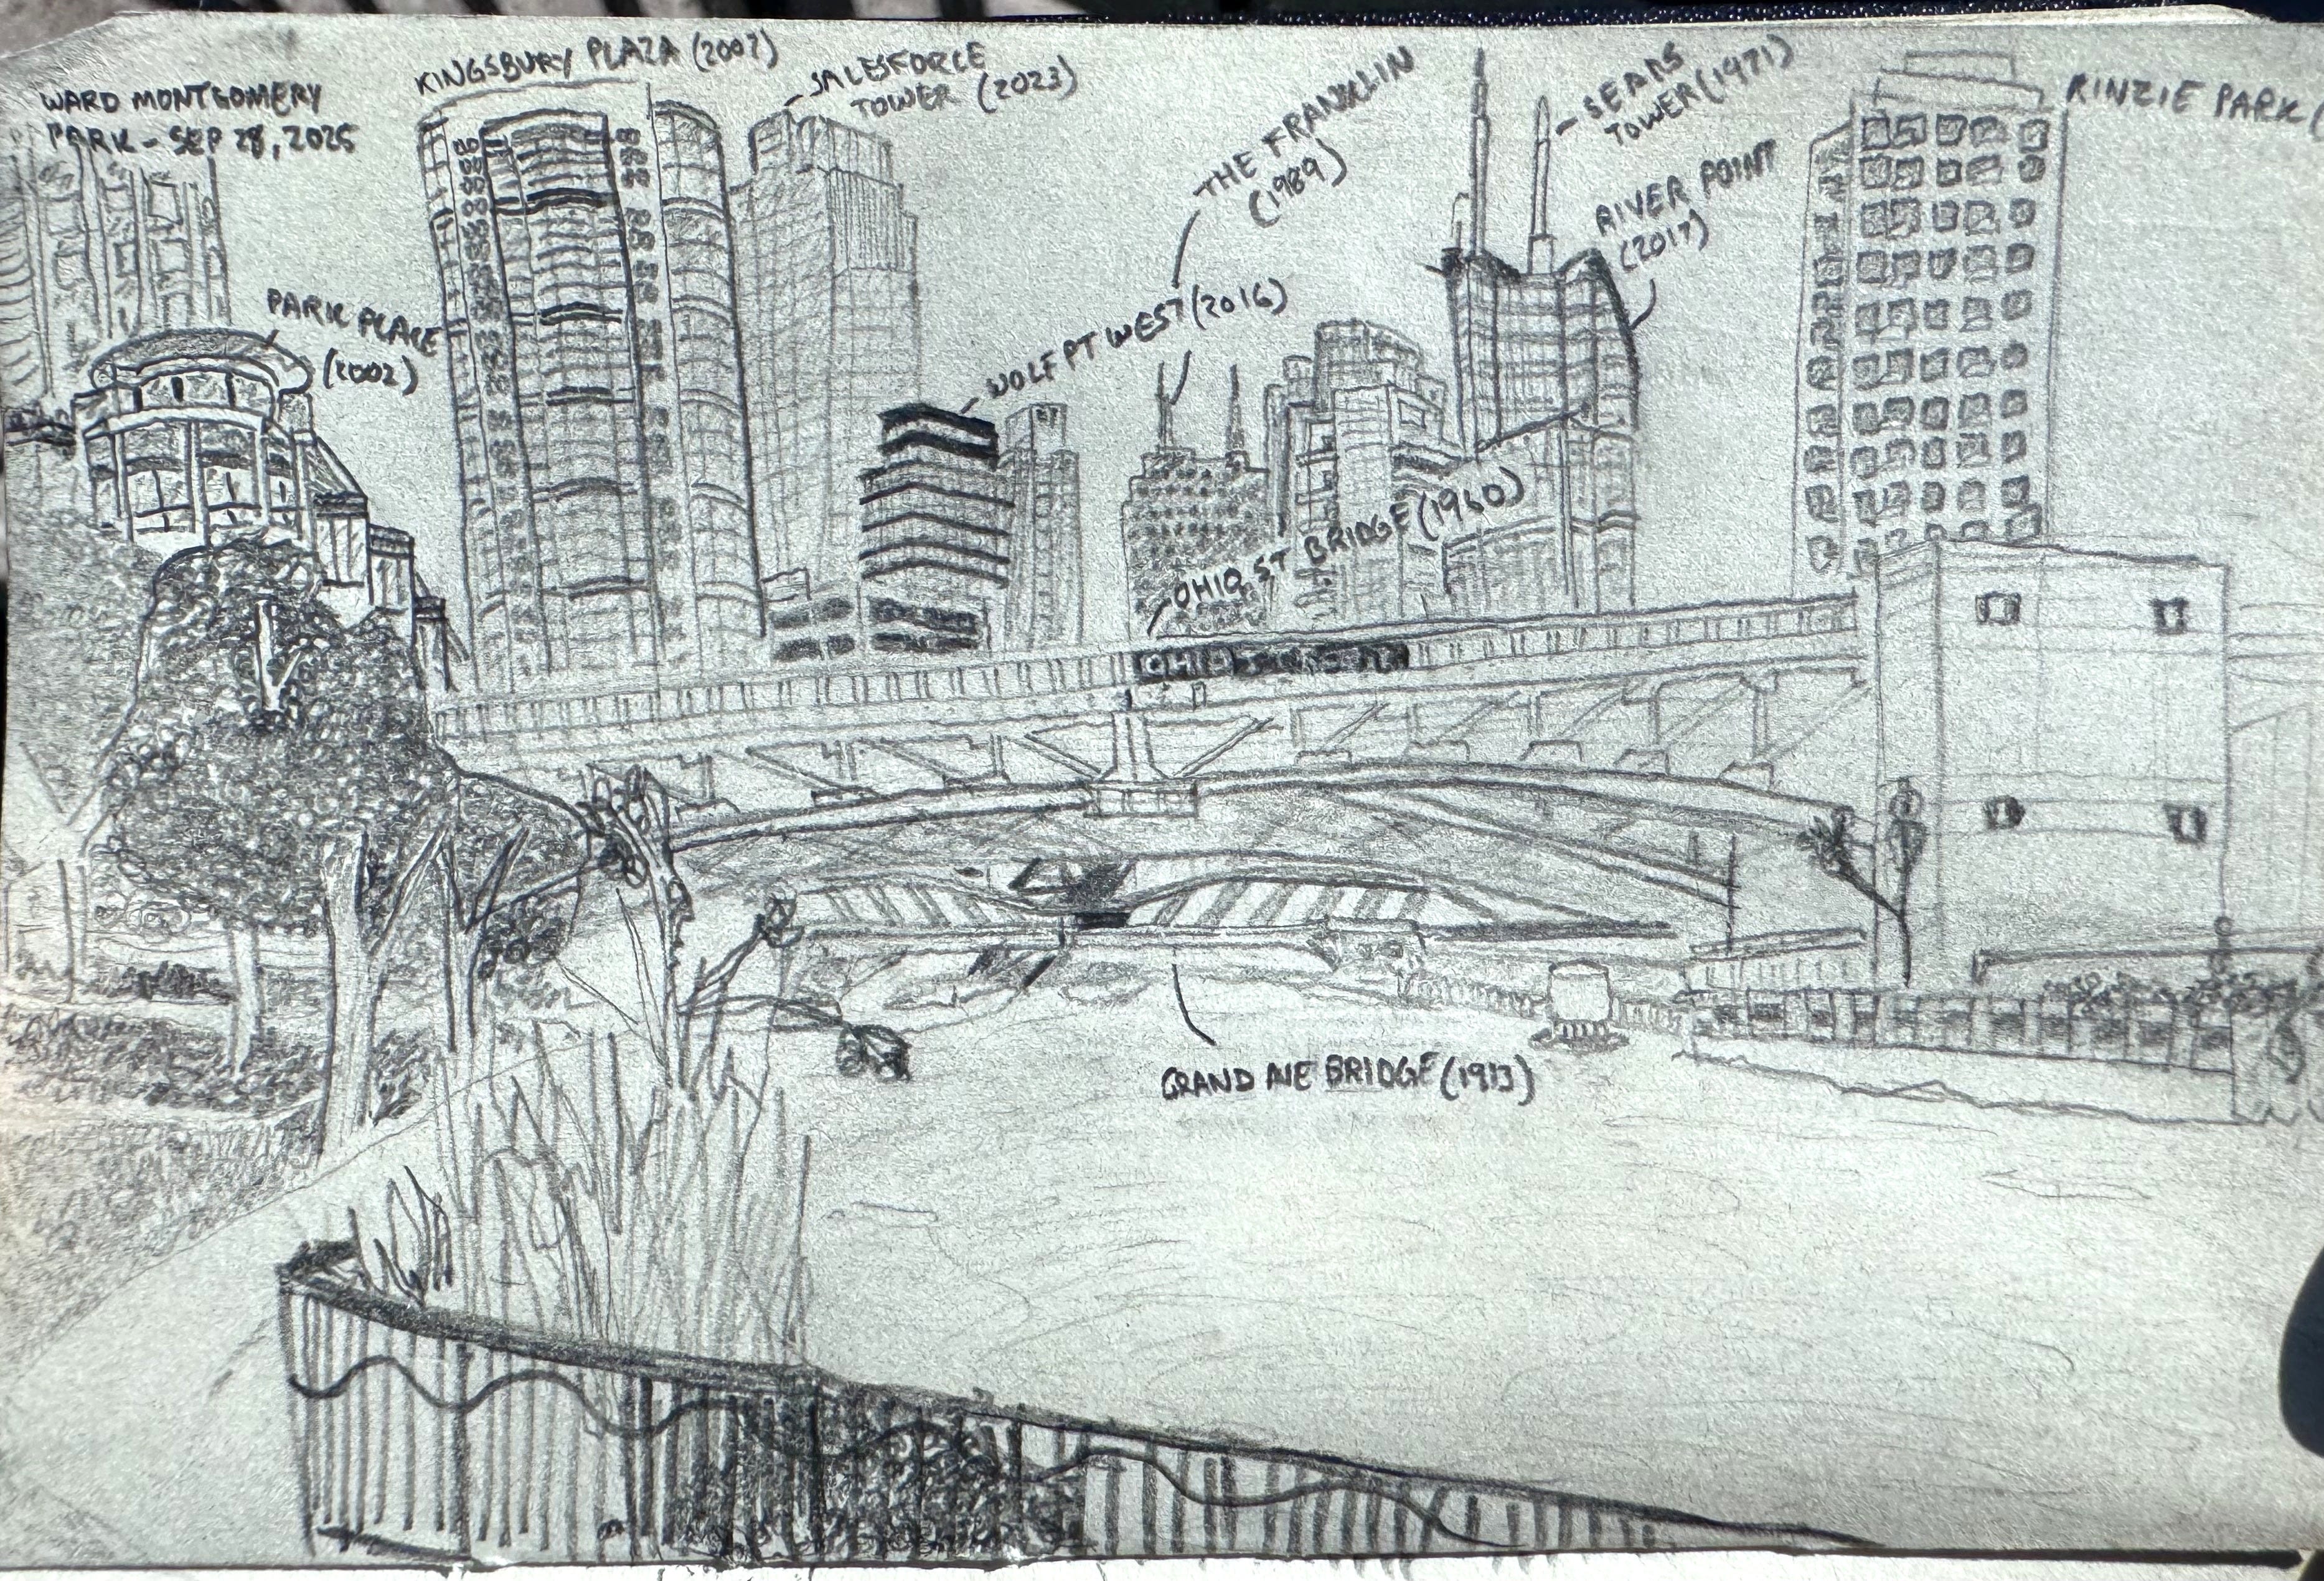 WARD MONTGOMERY
PARK - SEP 28, 2025
KINGSBURY PLAZA (2007)
SALESFORCE
TOWER (2023)
THE FRANKLIN
(1989)
SEARS
TOWER (1971)
RIVER POINT
(2017)
KINZIE PARK
PARK PLACE
(2002)
WOLF PT WEST (2016)
OHIO ST BRIDGE (1960)
OHIO
GRAND AVE BRIDGE (1913)